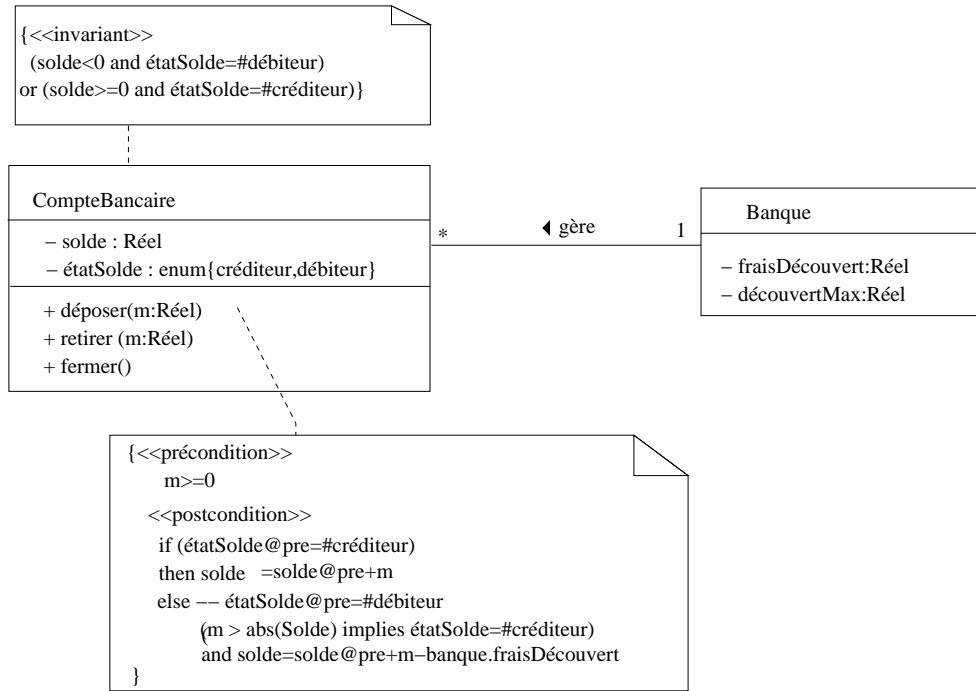 {<<invariant>>
(solde<0 and étatSolde=#débiteur)
or (solde>=0 and étatSolde=#créditeur)}
CompteBancaire
− solde : Réel
− étatSolde : enum{créditeur,débiteur}
+ déposer(m:Réel)
+ retirer (m:Réel)
+ fermer()
* ◀ gère 1
Banque
− fraisDécouvert:Réel
− découvertMax:Réel
{<<précondition>>
m>=0
<<postcondition>>
if (étatSolde@pre=#créditeur)
then solde =solde@pre+m
else −− étatSolde@pre=#débiteur
(m > abs(Solde) implies étatSolde=#créditeur)
and solde=solde@pre+m−banque.fraisDécouvert
}